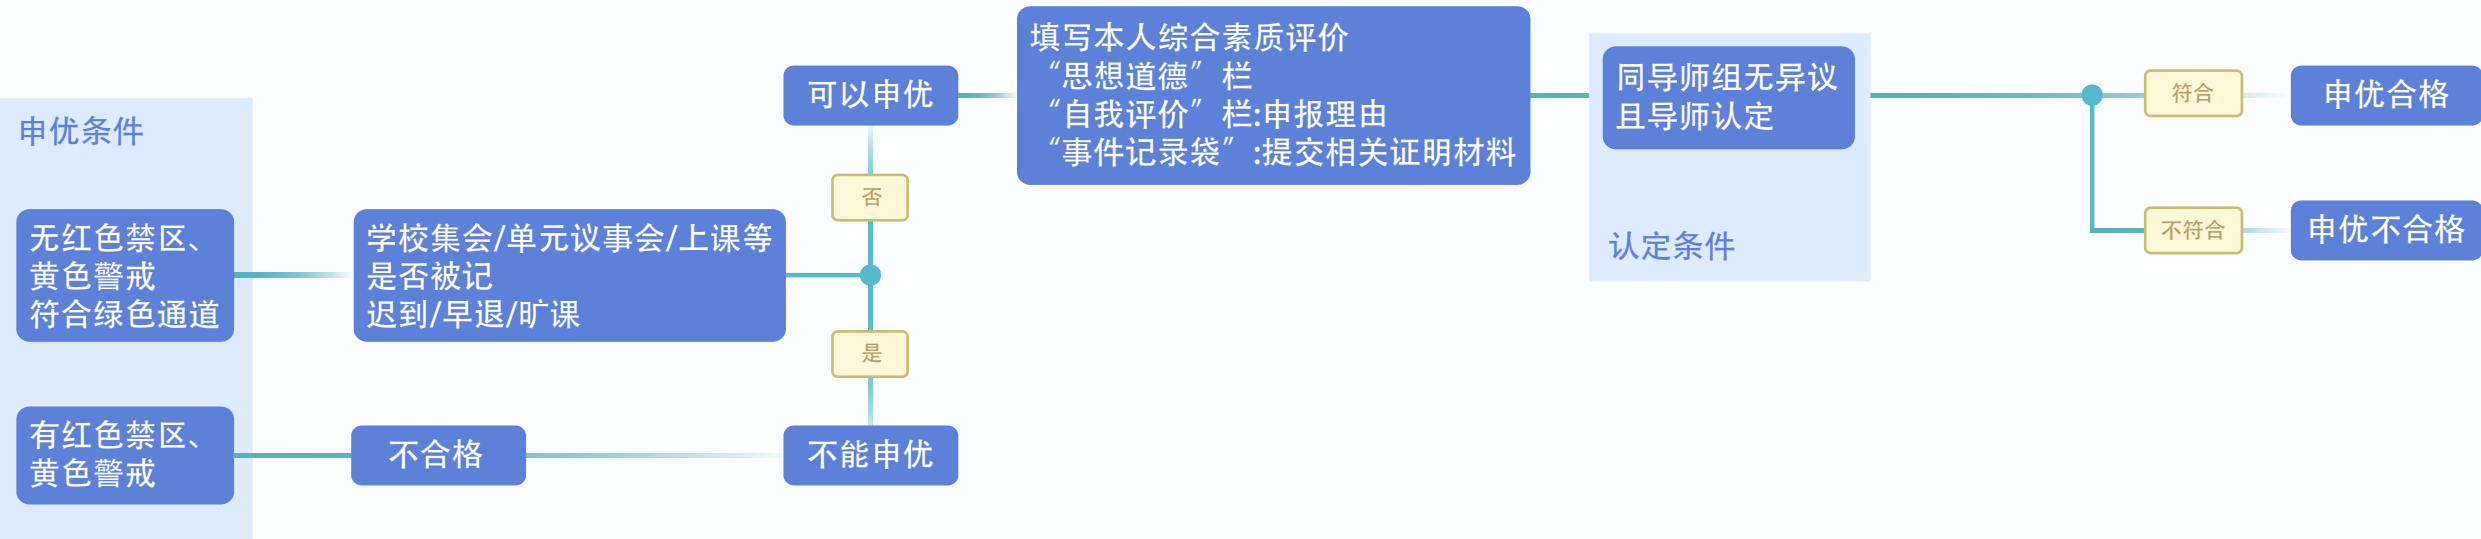 申优条件
无红色禁区、
黄色警戒
符合绿色通道
有红色禁区、
黄色警戒
学校集会/单元议事会/上课等
是否被记
迟到/早退/旷课
不合格
可以申优
否
是
不能申优
填写本人综合素质评价
“思想道德”栏
“自我评价”栏:申报理由
“事件记录袋”:提交相关证明材料
同导师组无异议
且导师认定
认定条件
符合
不符合
申优合格
申优不合格